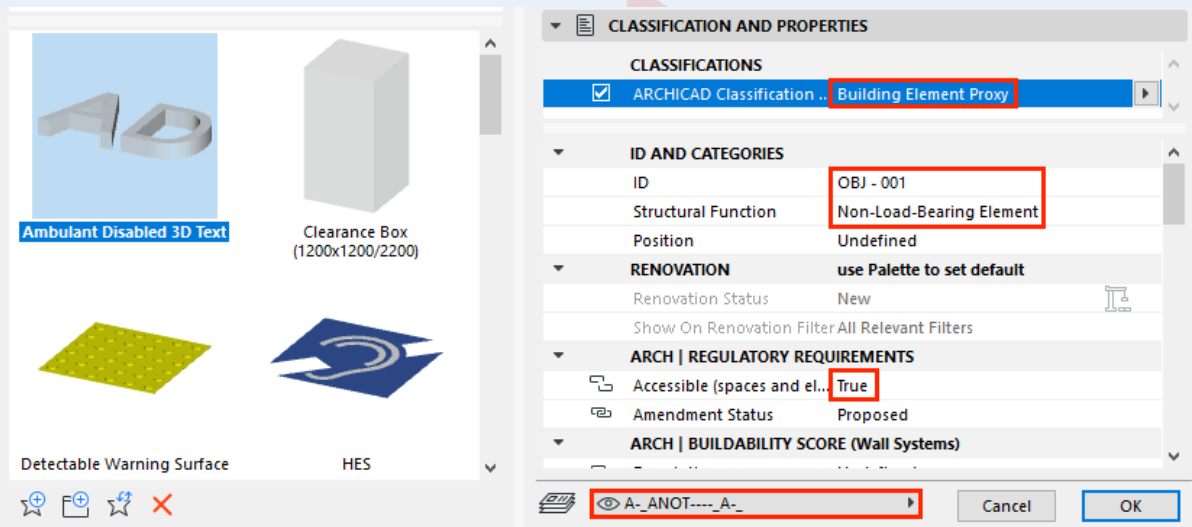 Ambulant Disabled 3D Text
Clearance Box
(1200x1200/2200)
Detectable Warning Surface
HES
CLASSIFICATION AND PROPERTIES
CLASSIFICATIONS
ARCHICAD Classification ... Building Element Proxy
ID AND CATEGORIES
ID OBJ - 001
Structural Function Non-Load-Bearing Element
Position Undefined
RENOVATION use Palette to set default
Renovation Status New
Show On Renovation Filter All Relevant Filters
ARCH | REGULATORY REQUIREMENTS
Accessible (spaces and el... True
Amendment Status Proposed
ARCH | BUILDABILITY SCORE (Wall Systems)
A-_ANOT----_A-_
Cancel
OK